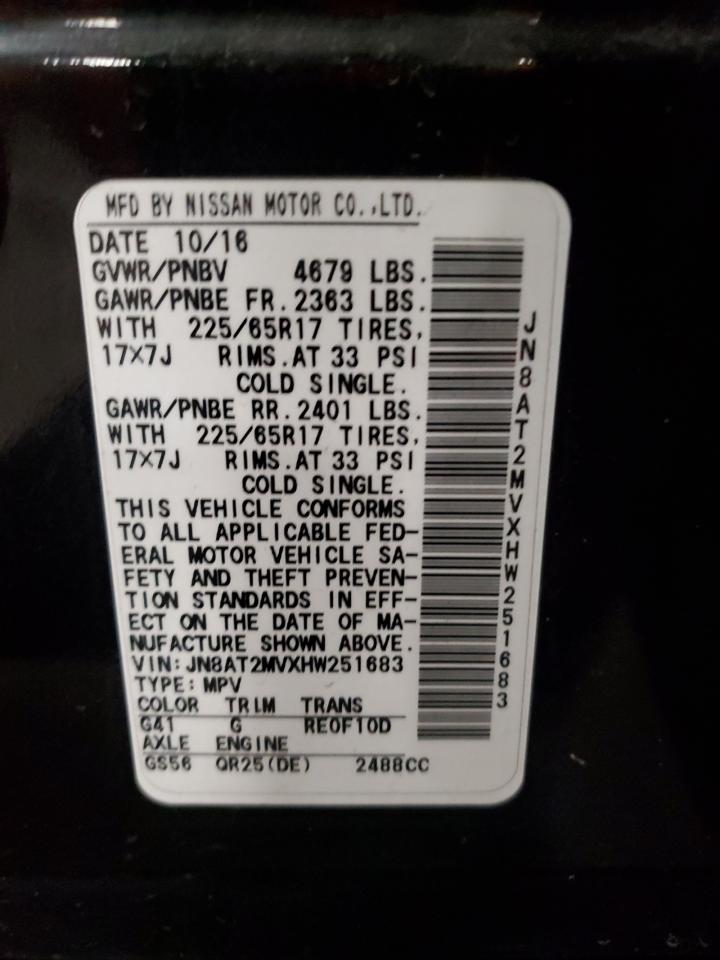 MFD BY NISSAN MOTOR CO.,LTD.
DATE 10/16
GVWR/PNBV 4679 LBS.
GAWR/PNBE FR. 2363 LBS.
WITH 225/65R17 TIRES,
17X7J RIMS. AT 33 PSI
COLD SINGLE.
GAWR/PNBE RR. 2401 LBS.
WITH 225/65R17 TIRES,
17X7J RIMS. AT 33 PSI
COLD SINGLE.
THIS VEHICLE CONFORMS
TO ALL APPLICABLE FED-
ERAL MOTOR VEHICLE SA-
FETY AND THEFT PREVEN-
TION STANDARDS IN EFF-
ECT ON THE DATE OF MA-
NUFACTURE SHOWN ABOVE.
VIN: JN8AT2MVXHW251683
TYPE: MPV
COLOR TRIM TRANS
G41 G RE0F10D
AXLE ENGINE
GS56 QR25(DE) 2488CC
JN8AT2MVXHW251683